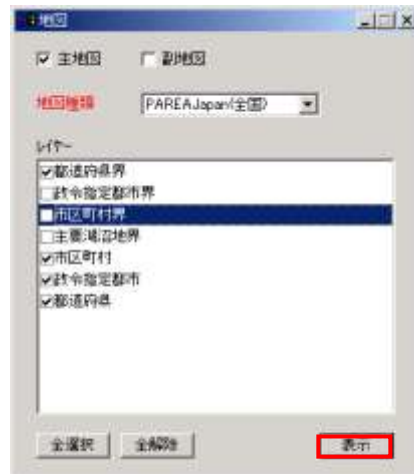 地図
主地図 副地図
地図種類 PAREAJapan(全国)
レイヤー
都道府県界
政令指定都市界
市区町村界
主要湖沼地界
市区町村
政令指定都市
都道府県
全選択 全解除 表示